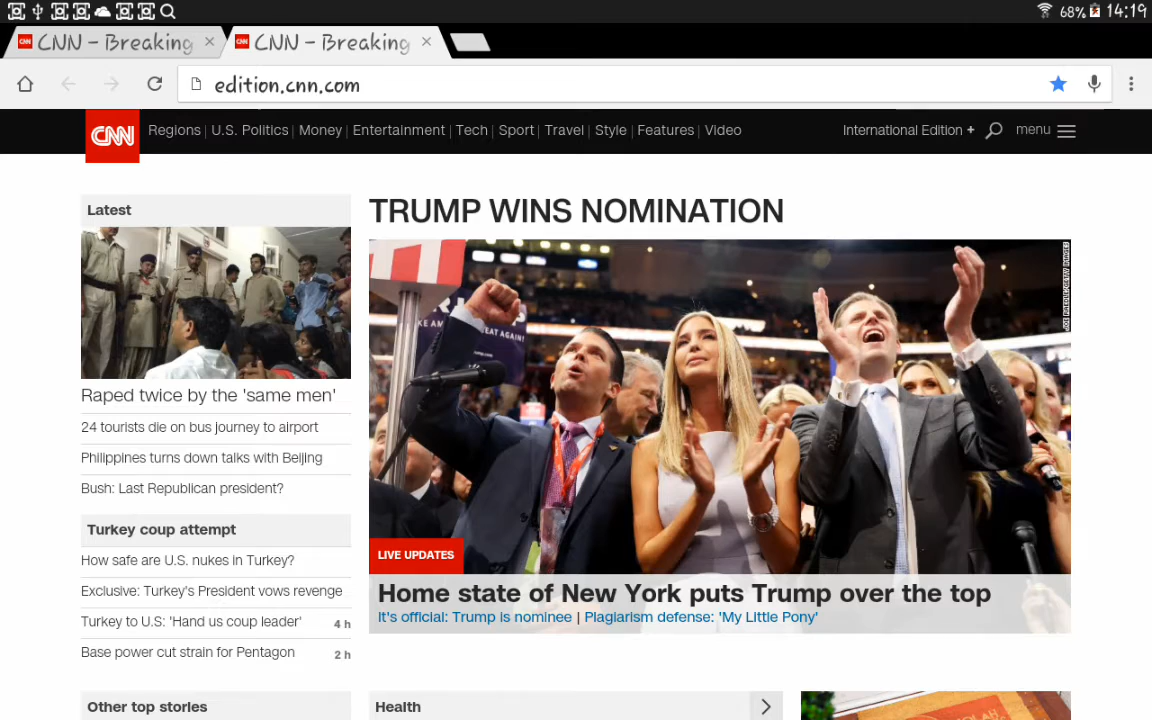 68% 14:19
CNN - Breaking CNN - Breaking
edition.cnn.com
CNN Regions U.S. Politics Money Entertainment Tech Sport Travel Style Features Video International Edition + menu
Latest
Raped twice by the 'same men'
24 tourists die on bus journey to airport
Philippines turns down talks with Beijing
Bush: Last Republican president?
Turkey coup attempt
How safe are U.S. nukes in Turkey?
Exclusive: Turkey's President vows revenge
Turkey to U.S: 'Hand us coup leader' 4 h
Base power cut strain for Pentagon 2 h
Other top stories
TRUMP WINS NOMINATION
EAT AGAIN!
LIVE UPDATES
Home state of New York puts Trump over the top
It's official: Trump is nominee | Plagiarism defense: 'My Little Pony'
Health